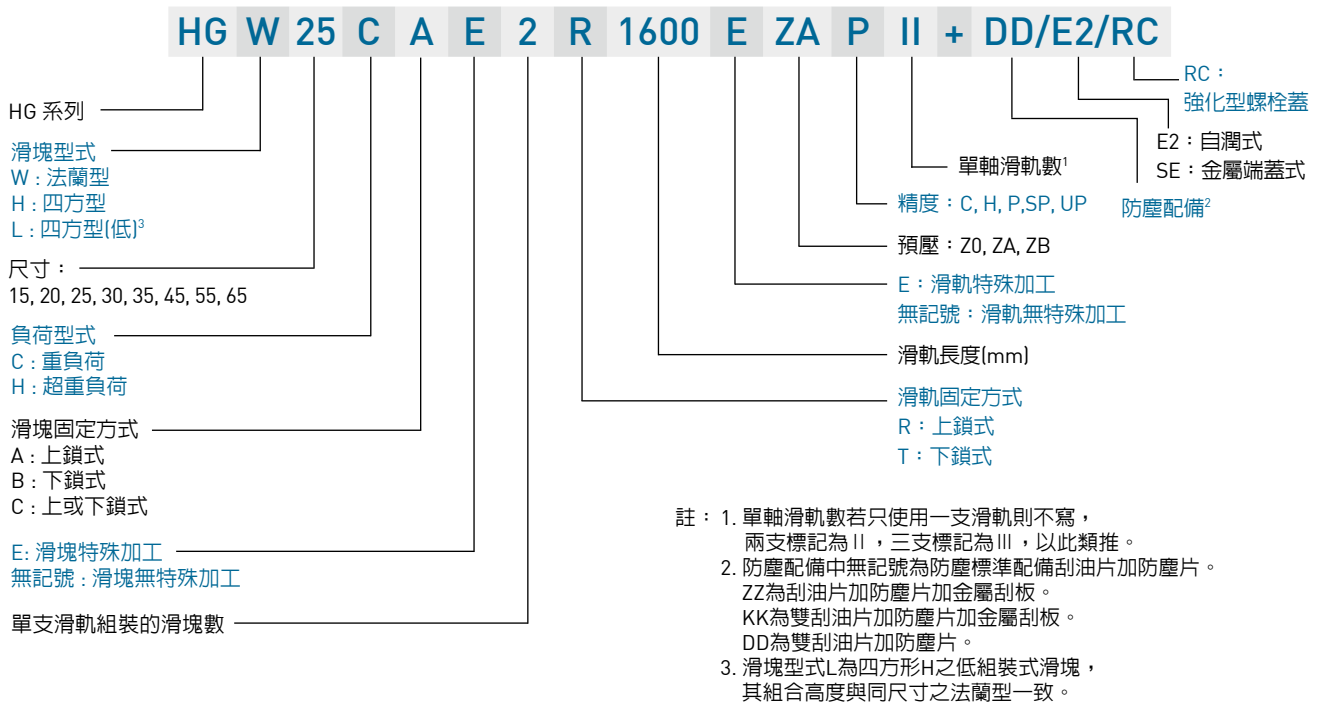 HG W 25 C A E 2 R 1600 E ZA P II + DD/E2/RC
HG 系列
滑塊型式
W : 法蘭型
H : 四方型
L : 四方型(低)3
尺寸：
15, 20, 25, 30, 35, 45, 55, 65
負荷型式
C : 重負荷
H : 超重負荷
滑塊固定方式
A : 上鎖式
B : 下鎖式
C : 上或下鎖式
E: 滑塊特殊加工
無記號 : 滑塊無特殊加工
單支滑軌組裝的滑塊數
RC：
強化型螺栓蓋
E2：自潤式
SE：金屬端蓋式
防塵配備2
單軸滑軌數1
精度：C, H, P,SP, UP
預壓：Z0, ZA, ZB
E：滑軌特殊加工
無記號：滑軌無特殊加工
滑軌長度(mm)
滑軌固定方式
R：上鎖式
T：下鎖式
註：1. 單軸滑軌數若只使用一支滑軌則不寫，
兩支標記為II，三支標記為III，以此類推。
2. 防塵配備中無記號為防塵標準配備刮油片加防塵片。
ZZ為刮油片加防塵片加金屬刮板。
KK為雙刮油片加防塵片加金屬刮板。
DD為雙刮油片加防塵片。
3. 滑塊型式L為四方形H之低組裝式滑塊，
其組合高度與同尺寸之法蘭型一致。